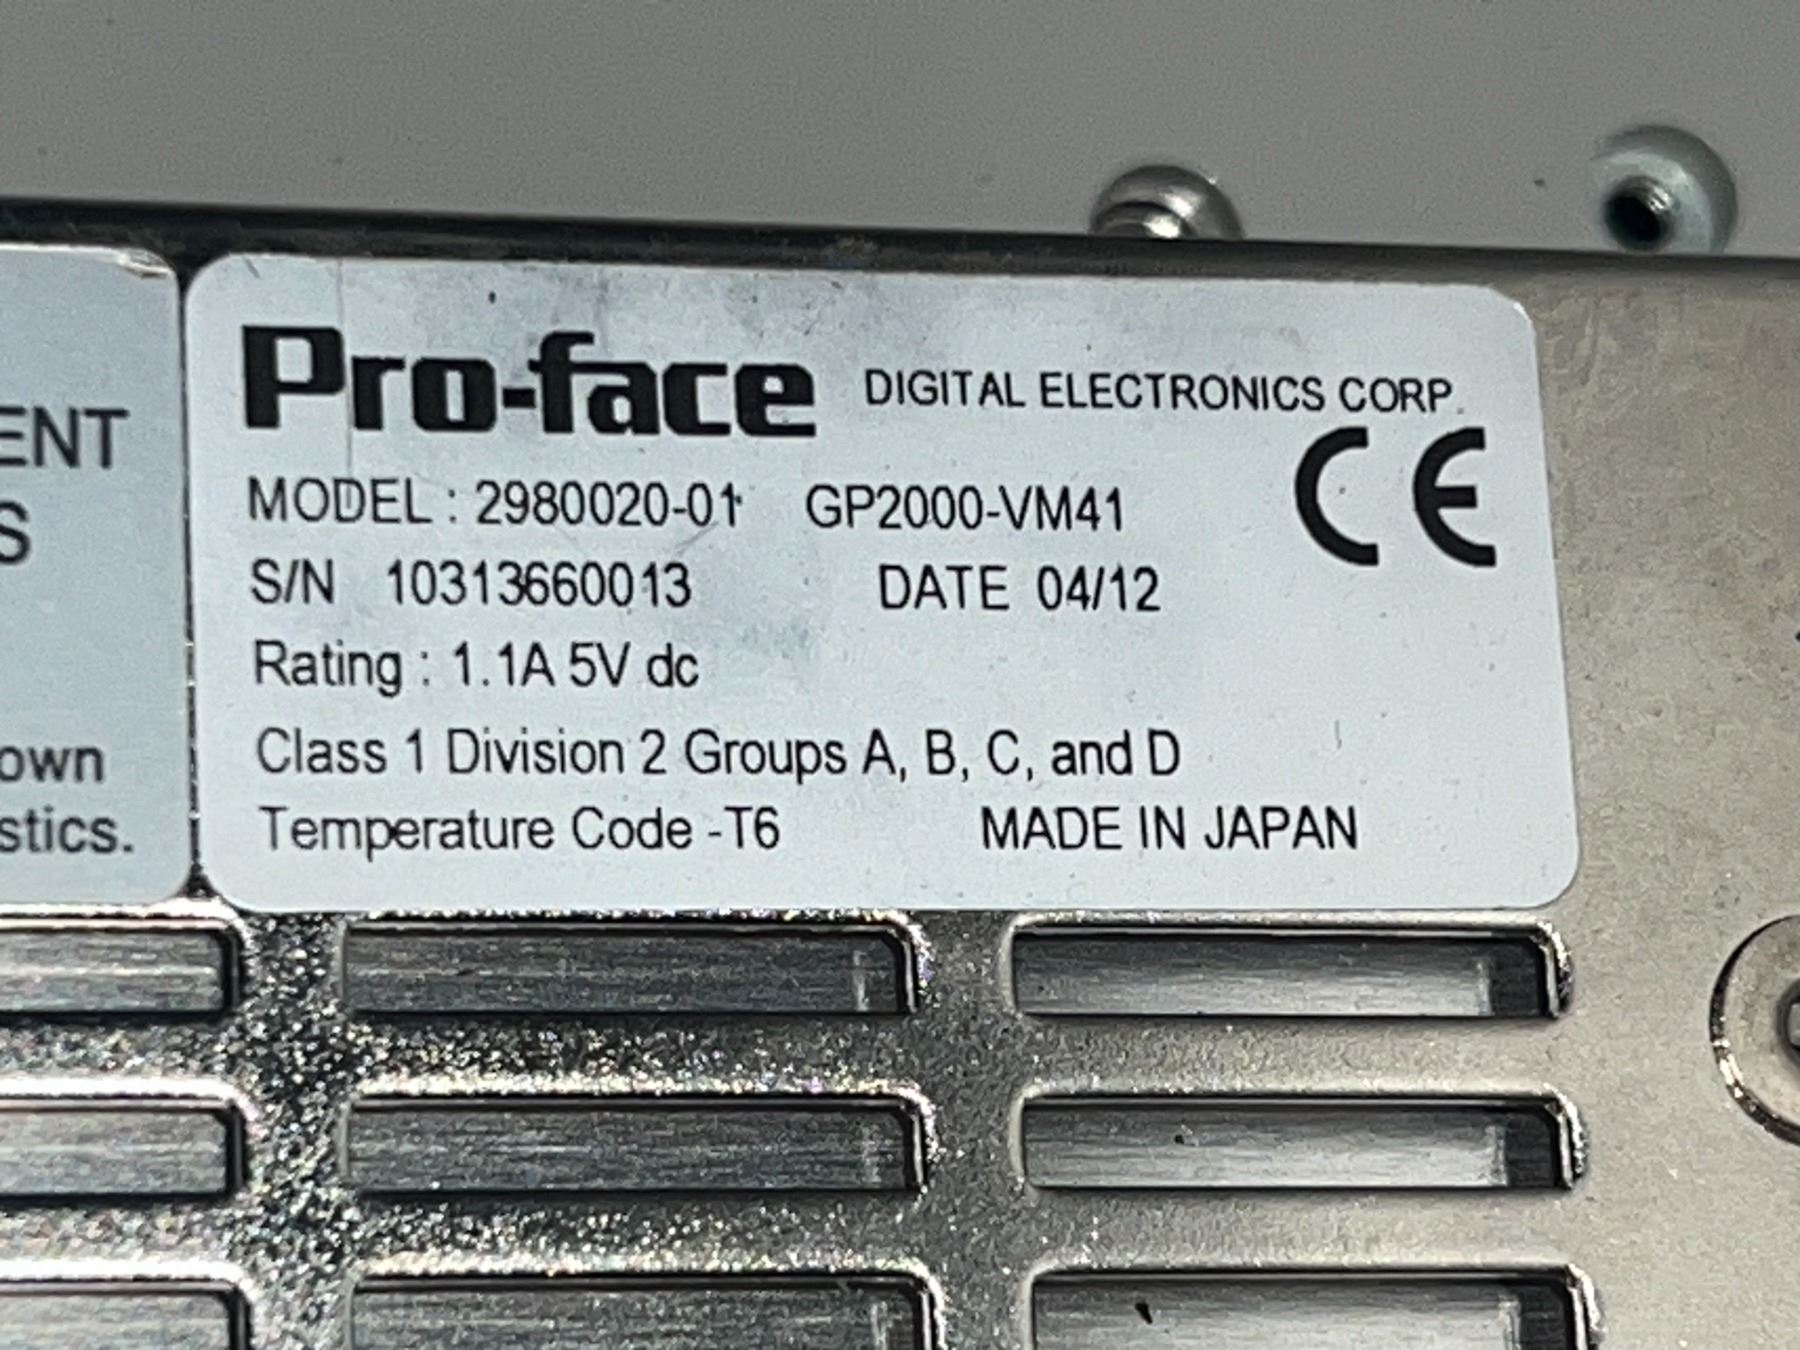 ENT
S
own
stics.
Pro-face DIGITAL ELECTRONICS CORP.
MODEL : 2980020-01 GP2000-VM41
CE
S/N 10313660013 DATE 04/12
Rating : 1.1A 5V dc
Class 1 Division 2 Groups A, B, C, and D
Temperature Code -T6 MADE IN JAPAN